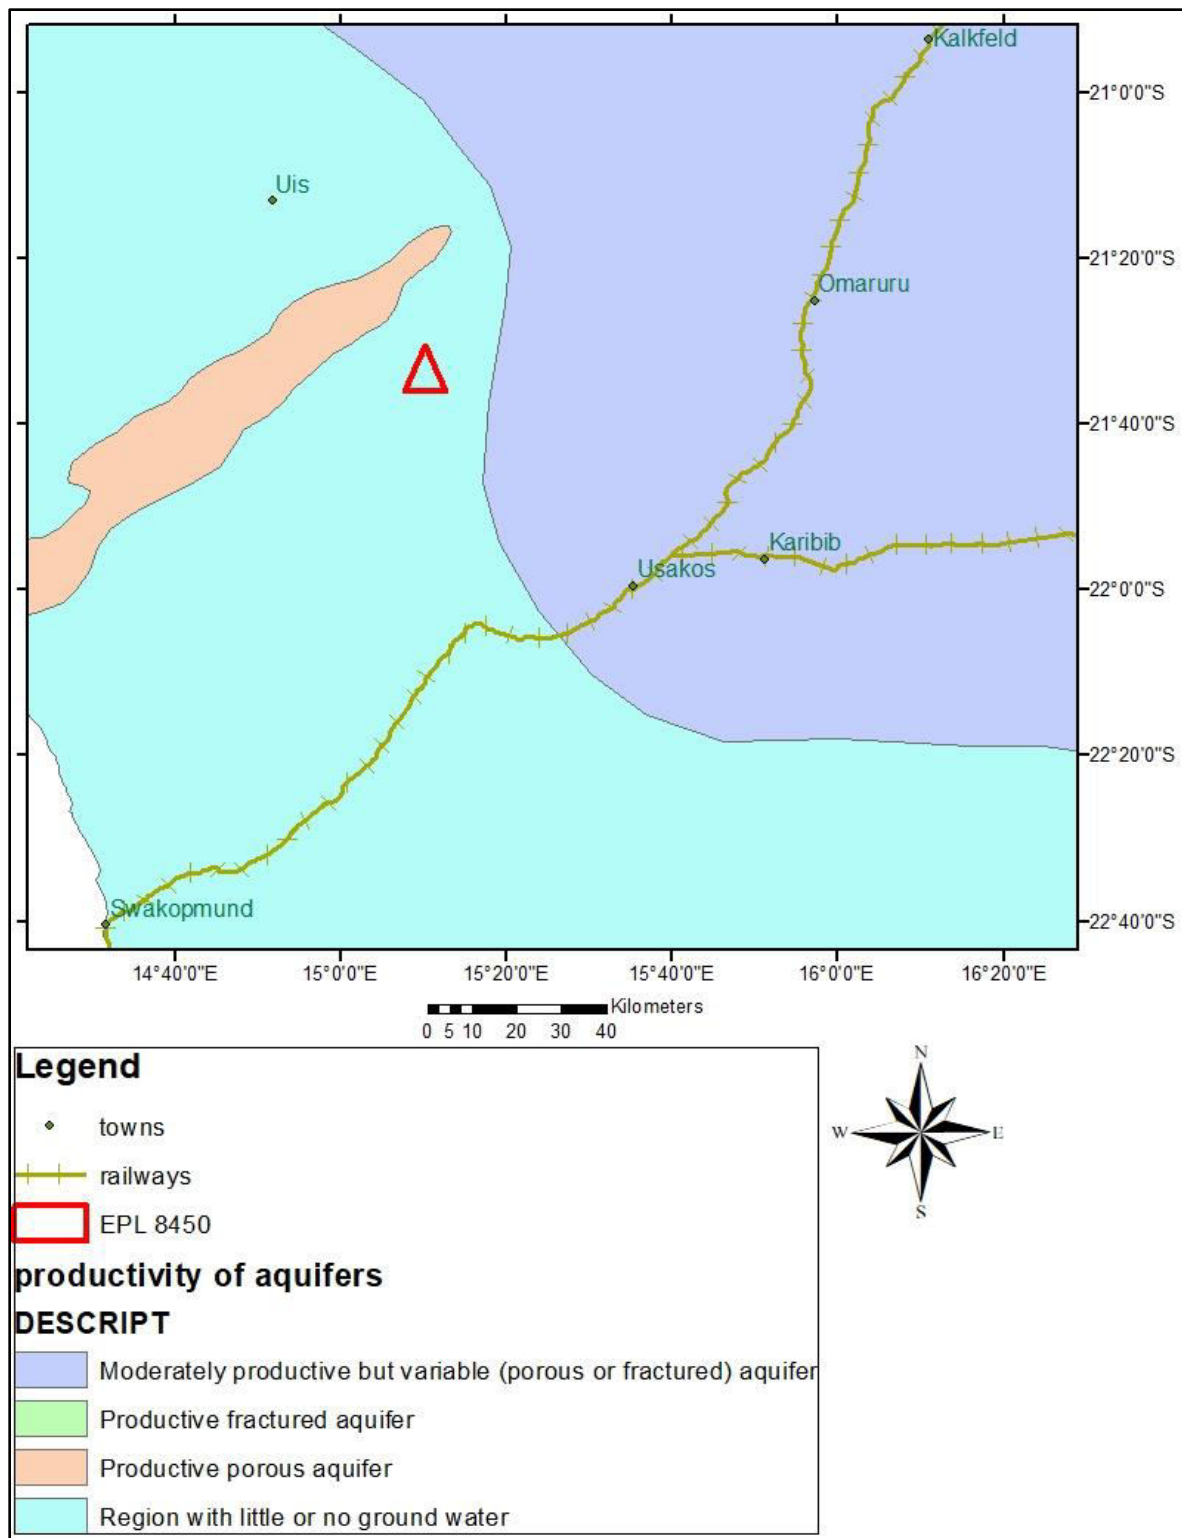 Kalkfeld
21°0'0"S
Uis
21°20'0"S
Omaruru
21°40'0"S
Karibib
Usakos
22°0'0"S
22°20'0"S
Swakopmund
22°40'0"S
14°40'0"E 15°0'0"E 15°20'0"E 15°40'0"E 16°0'0"E 16°20'0"E
Kilometers
0 5 10 20 30 40
Legend
towns
railways
EPL 8450
productivity of aquifers
DESCRIPT
Moderately productive but variable (porous or fractured) aquifer
Productive fractured aquifer
Productive porous aquifer
Region with little or no ground water
N
W E
S